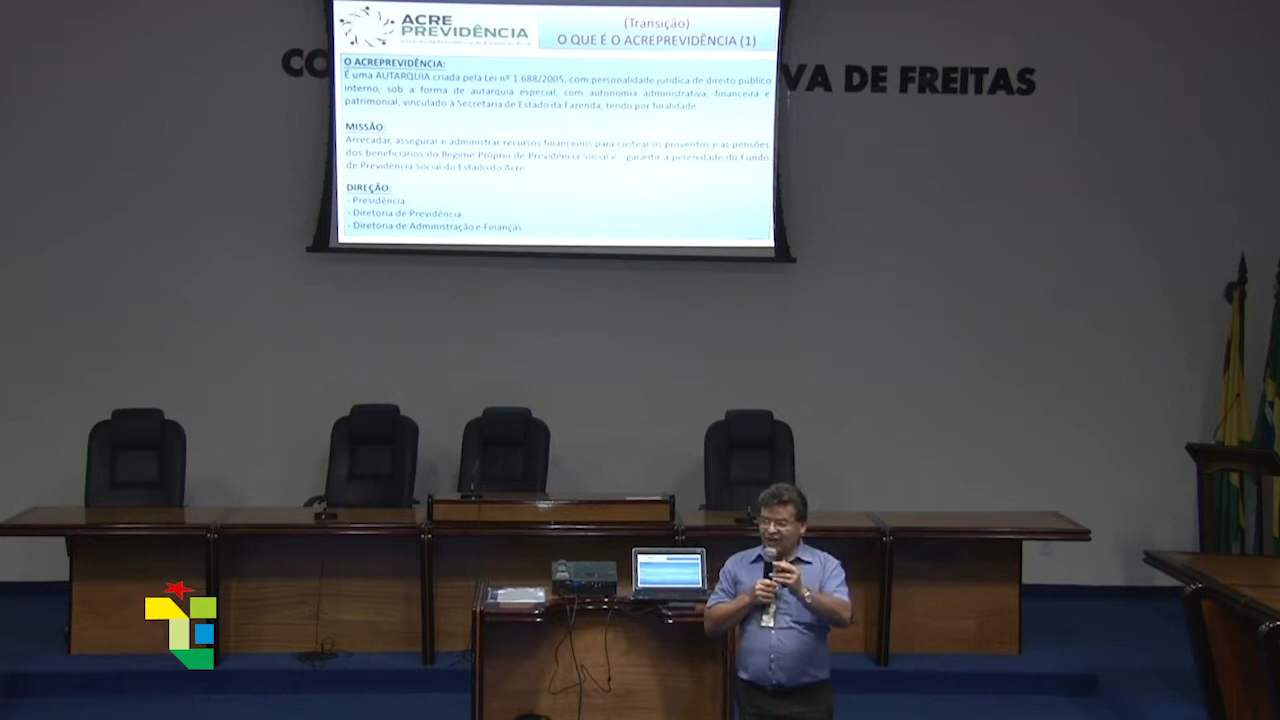 ACRE
PREVIDÊNCIA
(Transição)
O QUE É O ACREPREVIDÊNCIA (1)
CO
VA DE FREITAS
O ACREPREVIDÊNCIA:
É uma AUTARQUIA criada pela Lei nº 1.688/2005, com personalidade jurídica de direito público
interno, sob a forma de autarquia especial, com autonomia administrativa, financeira e
patrimonial, vinculado à Secretaria de Estado da Fazenda, tendo por finalidade
MISSÃO:
Arrecadar, assegurar e administrar recursos financeiros para custear os proventos e as pensões
dos beneficiários do Regime Próprio de Previdência Social e garantir a perenidade do Fundo
de Previdência Social do Estado do Acre
DIREÇÃO:
- Presidência
- Diretoria de Previdência
- Diretoria de Administração e Finanças